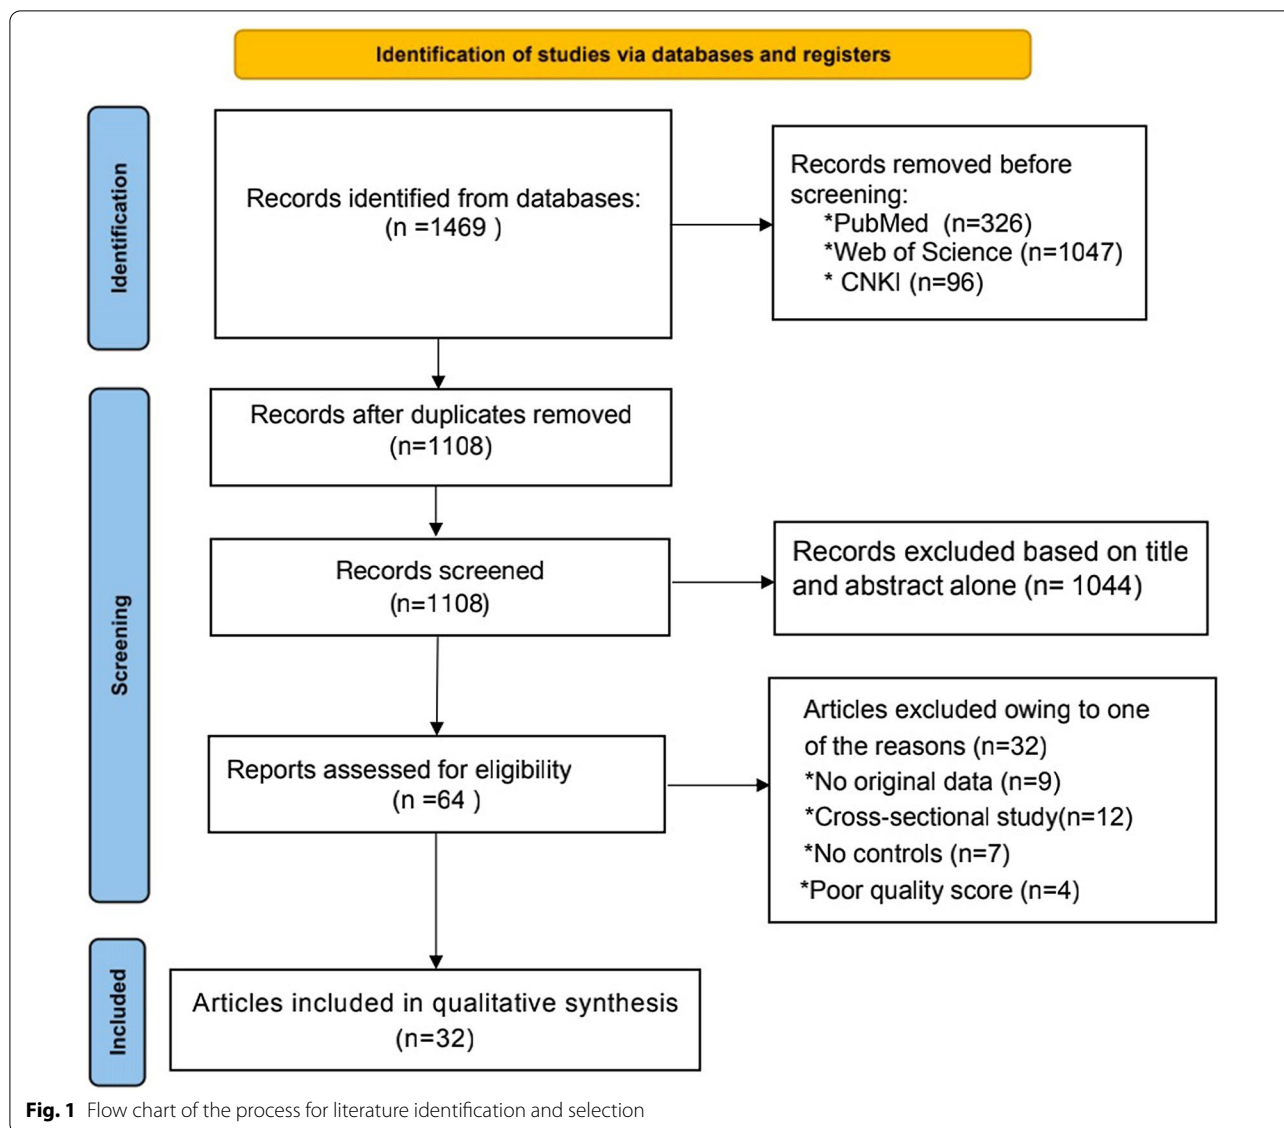 Identification of studies via databases and registers
Identification
Records identified from databases:
(n =1469 )
Records removed before
screening:
*PubMed (n=326)
*Web of Science (n=1047)
* CNKI (n=96)
Screening
Records after duplicates removed
(n=1108)
Records screened
(n=1108)
Records excluded based on title
and abstract alone (n= 1044)
Reports assessed for eligibility
(n =64 )
Articles excluded owing to one
of the reasons (n=32)
*No original data (n=9)
*Cross-sectional study(n=12)
*No controls (n=7)
*Poor quality score (n=4)
Included
Articles included in qualitative synthesis
(n=32)
Fig. 1 Flow chart of the process for literature identification and selection